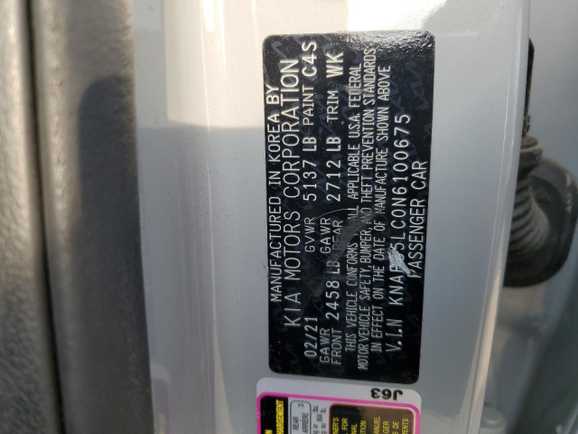 MANUFACTURED IN KOREA BY
KIA MOTORS CORPORATION
02/21 GVWR 5137 LB PAINT C4S
GAWR FRONT 2458 LB GAWR REAR 2712 LB TRIM WK
THIS VEHICLE CONFORMS TO ALL APPLICABLE U.S.A. FEDERAL
MOTOR VEHICLE SAFETY, BUMPER, AND THEFT PREVENTION STANDARDS
IN EFFECT ON THE DATE OF MANUFACTURE SHOWN ABOVE
V.I.N
PASSENGER CAR
J63